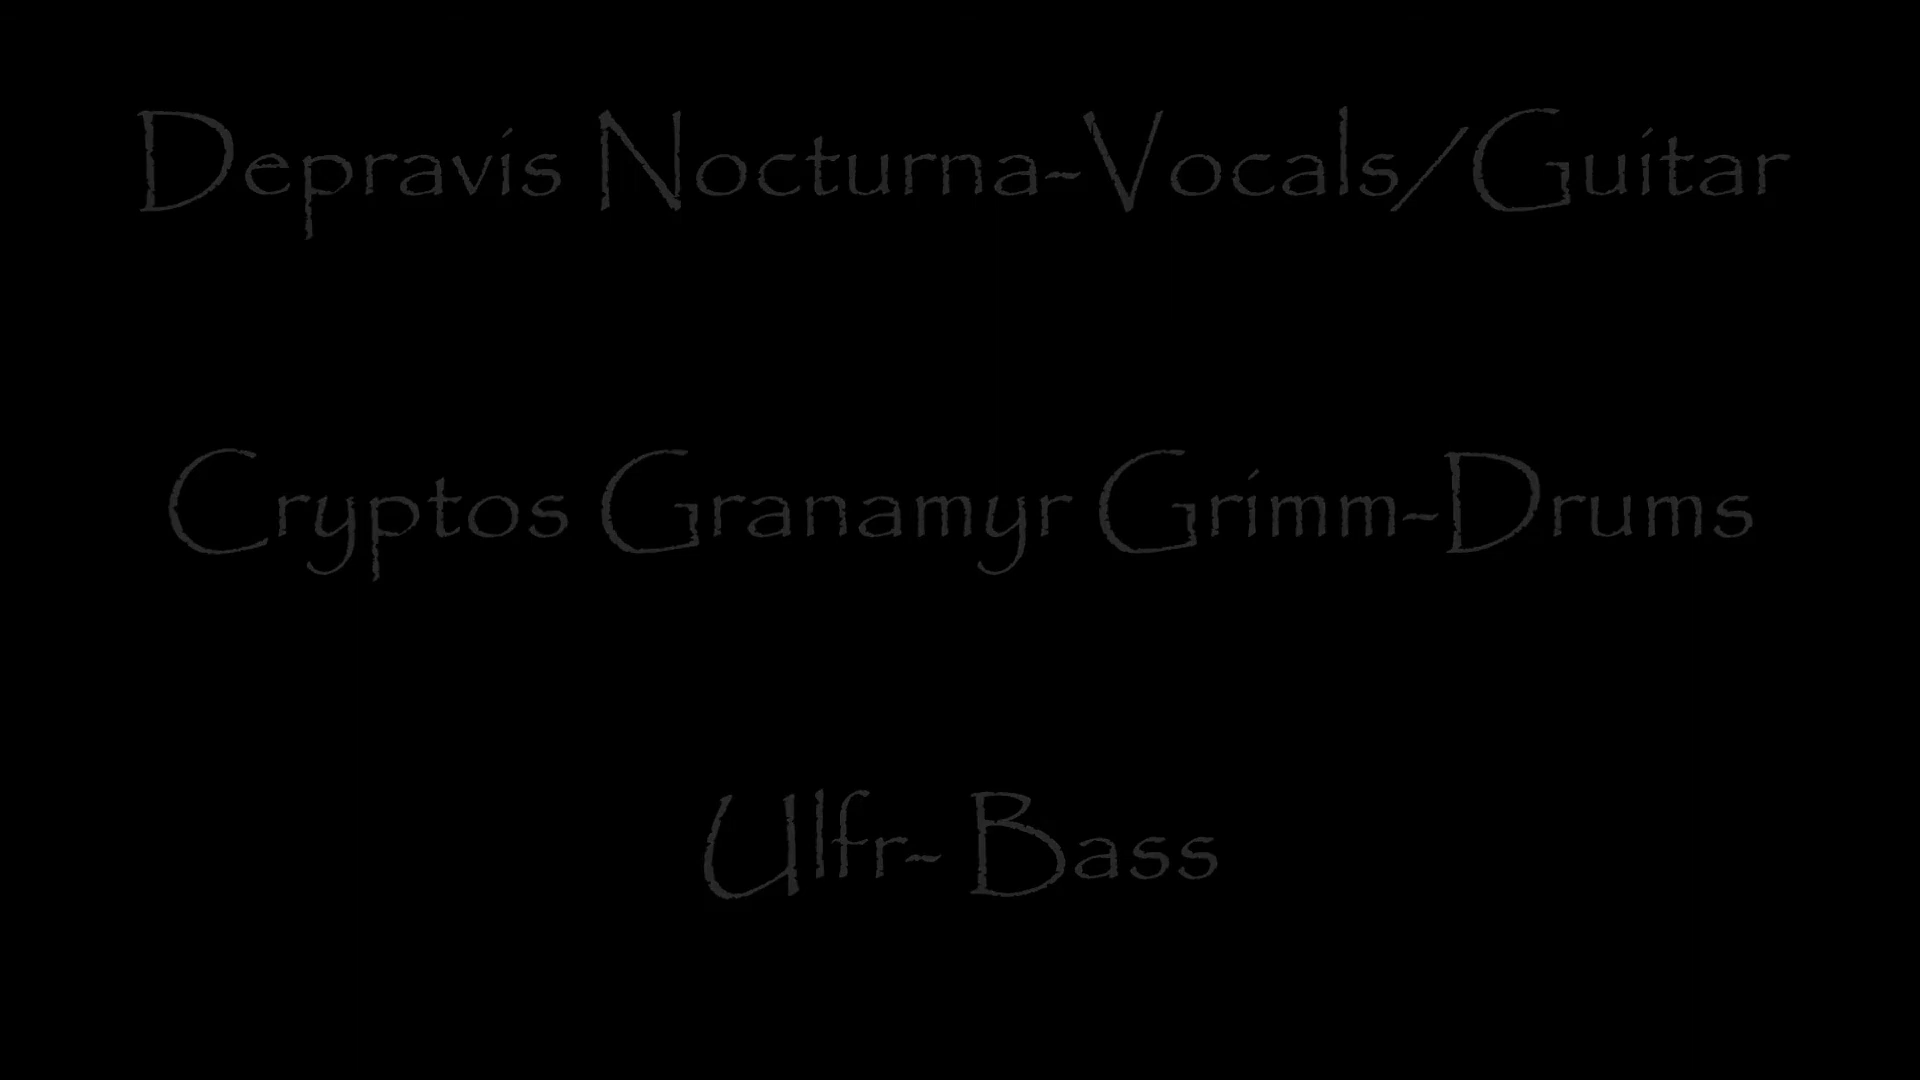 Depravis Nocturna-Vocals/Guitar
Cryptos Granamyr Grimm-Drums
Ulfr- Bass